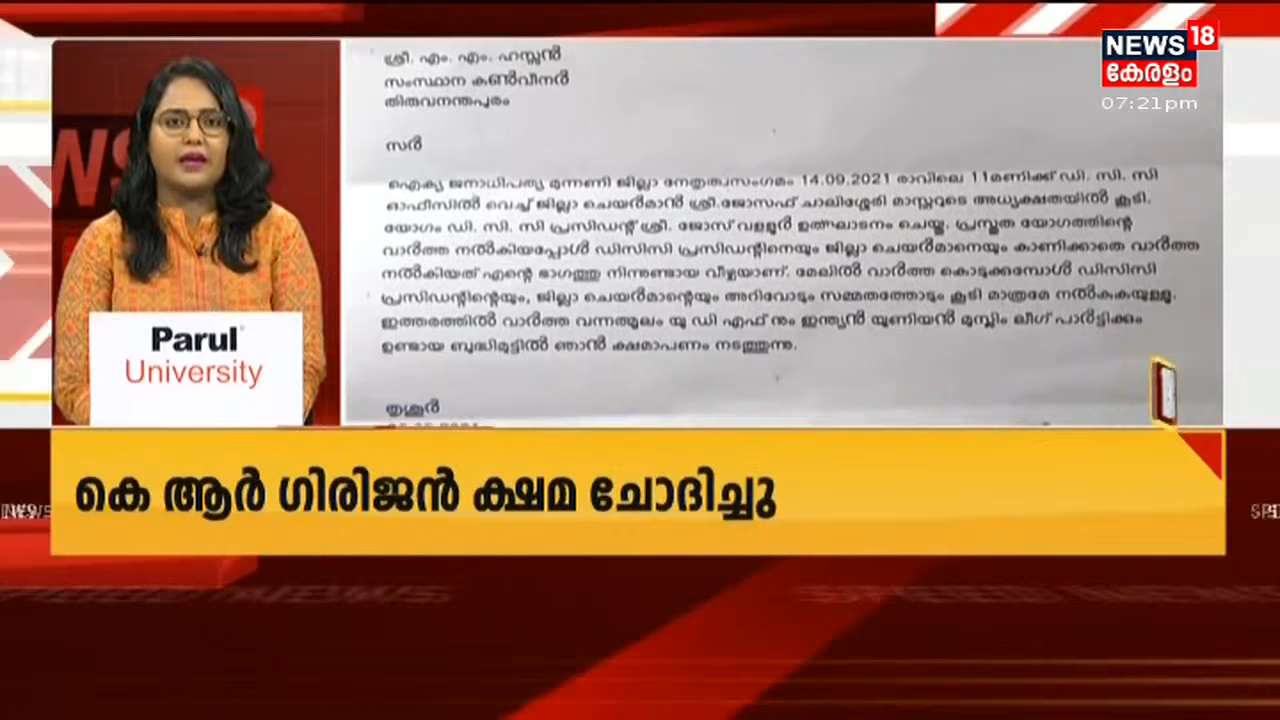 NEWS 18
കേരളം
07:21pm
ശ്രീ. എം. എം. ഹസ്സൻ
സംസ്ഥാന കൺവീനർ
തിരുവനന്തപുരം
സർ
ഐക്യ ജനാധിപത്യ മുന്നണി ജില്ലാ നേതൃത്വസംഗമം 14.09.2021 രാവിലെ 11മണിക്ക് ഡി. സി. സി
ഓഫീസിൽ വെച്ച് ജില്ലാ ചെയർമാൻ ശ്രീ.ജോസഫ് ചാലിശ്ശേരി മാസ്റ്ററുടെ അധ്യക്ഷതയിൽ കൂടി.
യോഗം ഡി. സി. സി പ്രസിഡന്റ് ശ്രീ. ജോസ് വള്ളൂർ ഉത്ഘാടനം ചെയ്തു. പ്രസ്തുത യോഗത്തിന്റെ
വാർത്ത നൽകിയപ്പോൾ ഡിസിസി പ്രസിഡന്റിനെയും ജില്ലാ ചെയർമാനെയും കാണിക്കാതെ വാർത്ത
നൽകിയത് എന്റെ ഭാഗത്തു നിന്നുണ്ടായ വീഴ്ചയാണ്. മേലിൽ വാർത്ത കൊടുക്കുമ്പോൾ ഡിസിസി
പ്രസിഡന്റിന്റെയും, ജില്ലാ ചെയർമാന്റെയും അറിവോടും സമ്മതത്തോടും കൂടി മാത്രമേ നൽകുകയുള്ളു.
ഇത്തരത്തിൽ വാർത്ത വന്നത്മൂലം യു ഡി എഫ് നും ഇന്ത്യൻ യൂണിയൻ മുസ്ലിം ലീഗ് പാർട്ടിക്കും
ഉണ്ടായ ബുദ്ധിമുട്ടിൽ ഞാൻ ക്ഷമാപണം നടത്തുന്നു.
തൃശൂർ
Parul
University
കെ ആർ ഗിരിജൻ ക്ഷമ ചോദിച്ചു